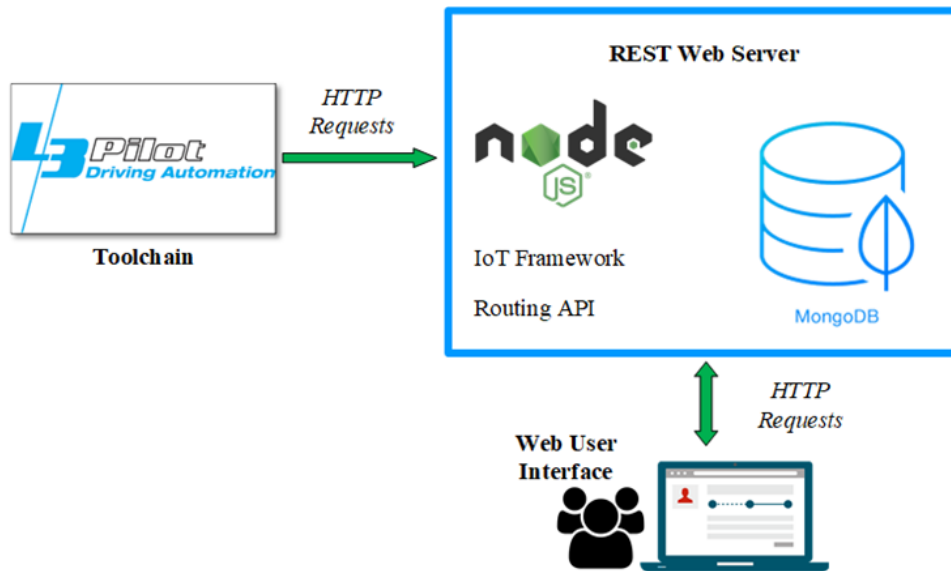 REST Web Server
HTTP
Requests
L3Pilot
Driving Automation
node
JS®
Toolchain
IoT Framework
Routing API
MongoDB
HTTP
Requests
Web User
Interface